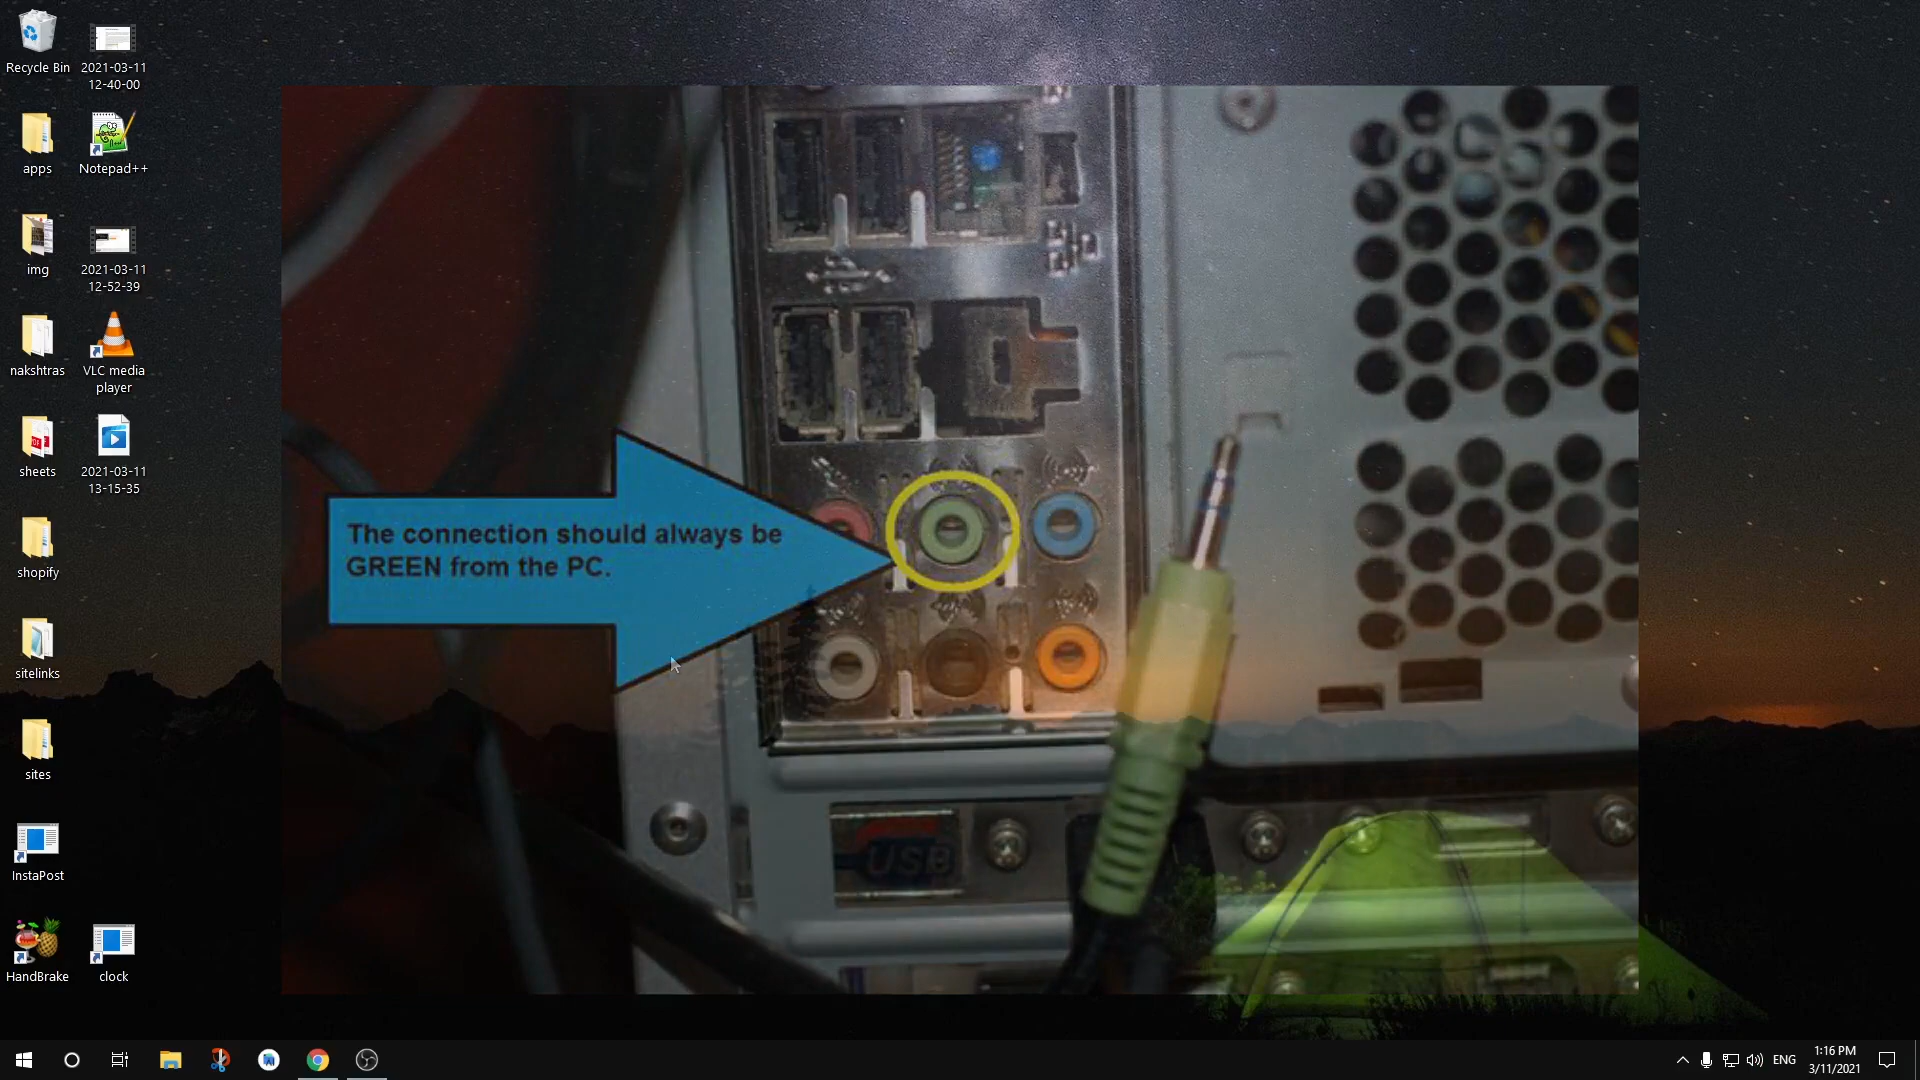 Recycle Bin
2021-03-11
12-40-00
apps
Notepad++
img
2021-03-11
12-52-39
nakshtras
VLC media
player
sheets
2021-03-11
13-15-35
shopify
sitelinks
sites
InstaPost
HandBrake
clock
The connection should always be
GREEN from the PC.
USB
ENG
1:16 PM
3/11/2021